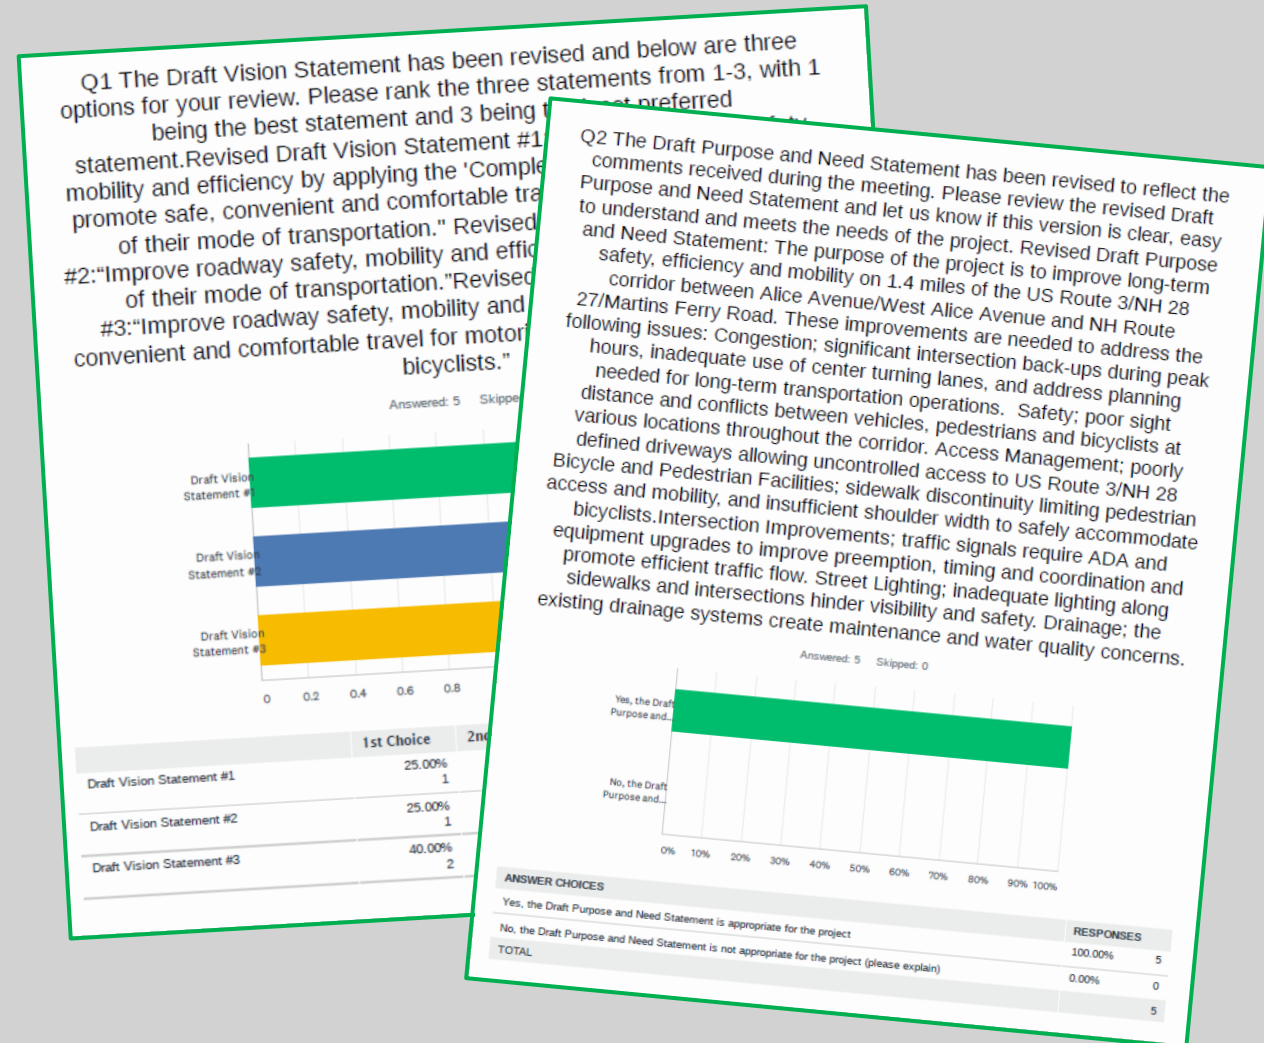 Q1 The Draft Vision Statement has been revised and below are three
options for your review. Please rank the three statements from 1-3, with 1
being the best statement and 3 being preferred
statement.Revised Draft Vision Statement #1
mobility and efficiency by applying the
promote safe, convenient and comfortable
of their mode of transportation." Revised
#2:“Improve roadway safety, mobility and
of their mode of transportation.”Revised
#3:“Improve roadway safety, mobility and
convenient and comfortable travel for
bicyclists.”
Answered: 5
Draft Vision
Statement #1
Draft Vision
Statement #2
Draft Vision
Statement #3
0 0.2 0.4 0.6 0.8
1st Choice
Draft Vision Statement #1 25.00%
1
Draft Vision Statement #2 25.00%
1
Draft Vision Statement #3 40.00%
2
Q2 The Draft Purpose and Need Statement has been revised to reflect the
comments received during the meeting. Please review the revised Draft
Purpose and Need Statement and let us know if this version is clear, easy
to understand and meets the needs of the project. Revised Draft Purpose
and Need Statement: The purpose of the project is to improve long-term
safety, efficiency and mobility on 1.4 miles of the US Route 3/NH 28
corridor between Alice Avenue/West Alice Avenue and NH Route
27/Martins Ferry Road. These improvements are needed to address the
following issues: Congestion; significant intersection back-ups during peak
hours, inadequate use of center turning lanes, and address planning
needed for long-term transportation operations. Safety; poor sight
distance and conflicts between vehicles, pedestrians and bicyclists at
various locations throughout the corridor. Access Management; poorly
defined driveways allowing uncontrolled access to US Route 3/NH 28
Bicycle and Pedestrian Facilities; sidewalk discontinuity limiting pedestrian
access and mobility, and insufficient shoulder width to safely accommodate
bicyclists.Intersection Improvements; traffic signals require ADA and
equipment upgrades to improve preemption, timing and coordination and
promote efficient traffic flow. Street Lighting; inadequate lighting along
sidewalks and intersections hinder visibility and safety. Drainage; the
existing drainage systems create maintenance and water quality concerns.
Answered: 5 Skipped: 0
Yes, the Draft
Purpose and...
No, the Draft
Purpose and...
0% 10% 20% 30% 40% 50% 60% 70% 80% 90% 100%
ANSWER CHOICES RESPONSES
Yes, the Draft Purpose and Need Statement is appropriate for the project 100.00% 5
No, the Draft Purpose and Need Statement is not appropriate for the project (please explain) 0.00% 0
TOTAL 5